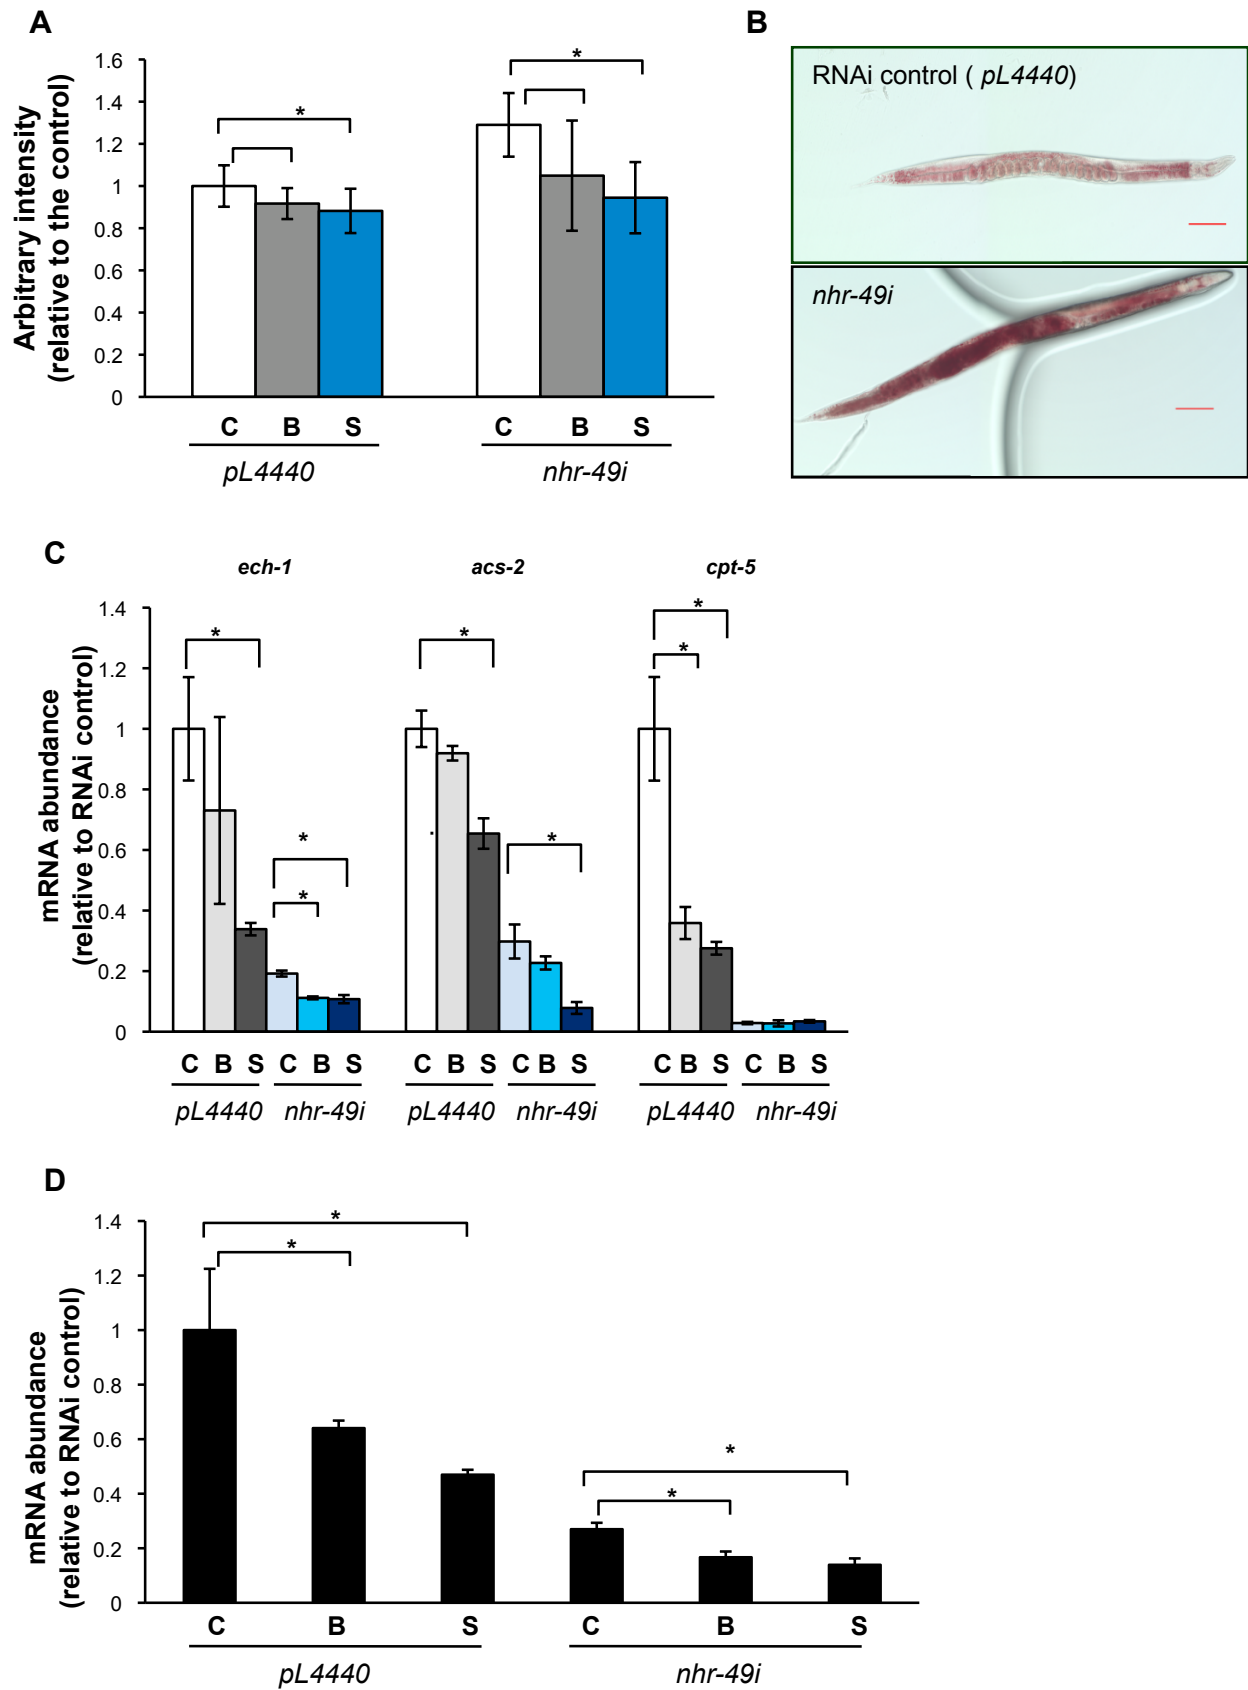 A
Arbitrary intensity
(relative to the control)
1.6
1.4
1.2
1
0.8
0.6
0.4
0.2
0
*
*
C B S C B S
pL4440 nhr-49i
B
RNAi control ( pL4440)
nhr-49i
C
ech-1 acs-2 cpt-5
mRNA abundance
(relative to RNAi control)
1.4
1.2
1
0.8
0.6
0.4
0.2
0
* * *
*
* *
*
C B S C B S C B S C B S C B S C B S
pL4440 nhr-49i pL4440 nhr-49i pL4440 nhr-49i
D
mRNA abundance
(relative to RNAi control)
1.4
1.2
1
0.8
0.6
0.4
0.2
0
*
*
*
*
C B S C B S
pL4440 nhr-49i